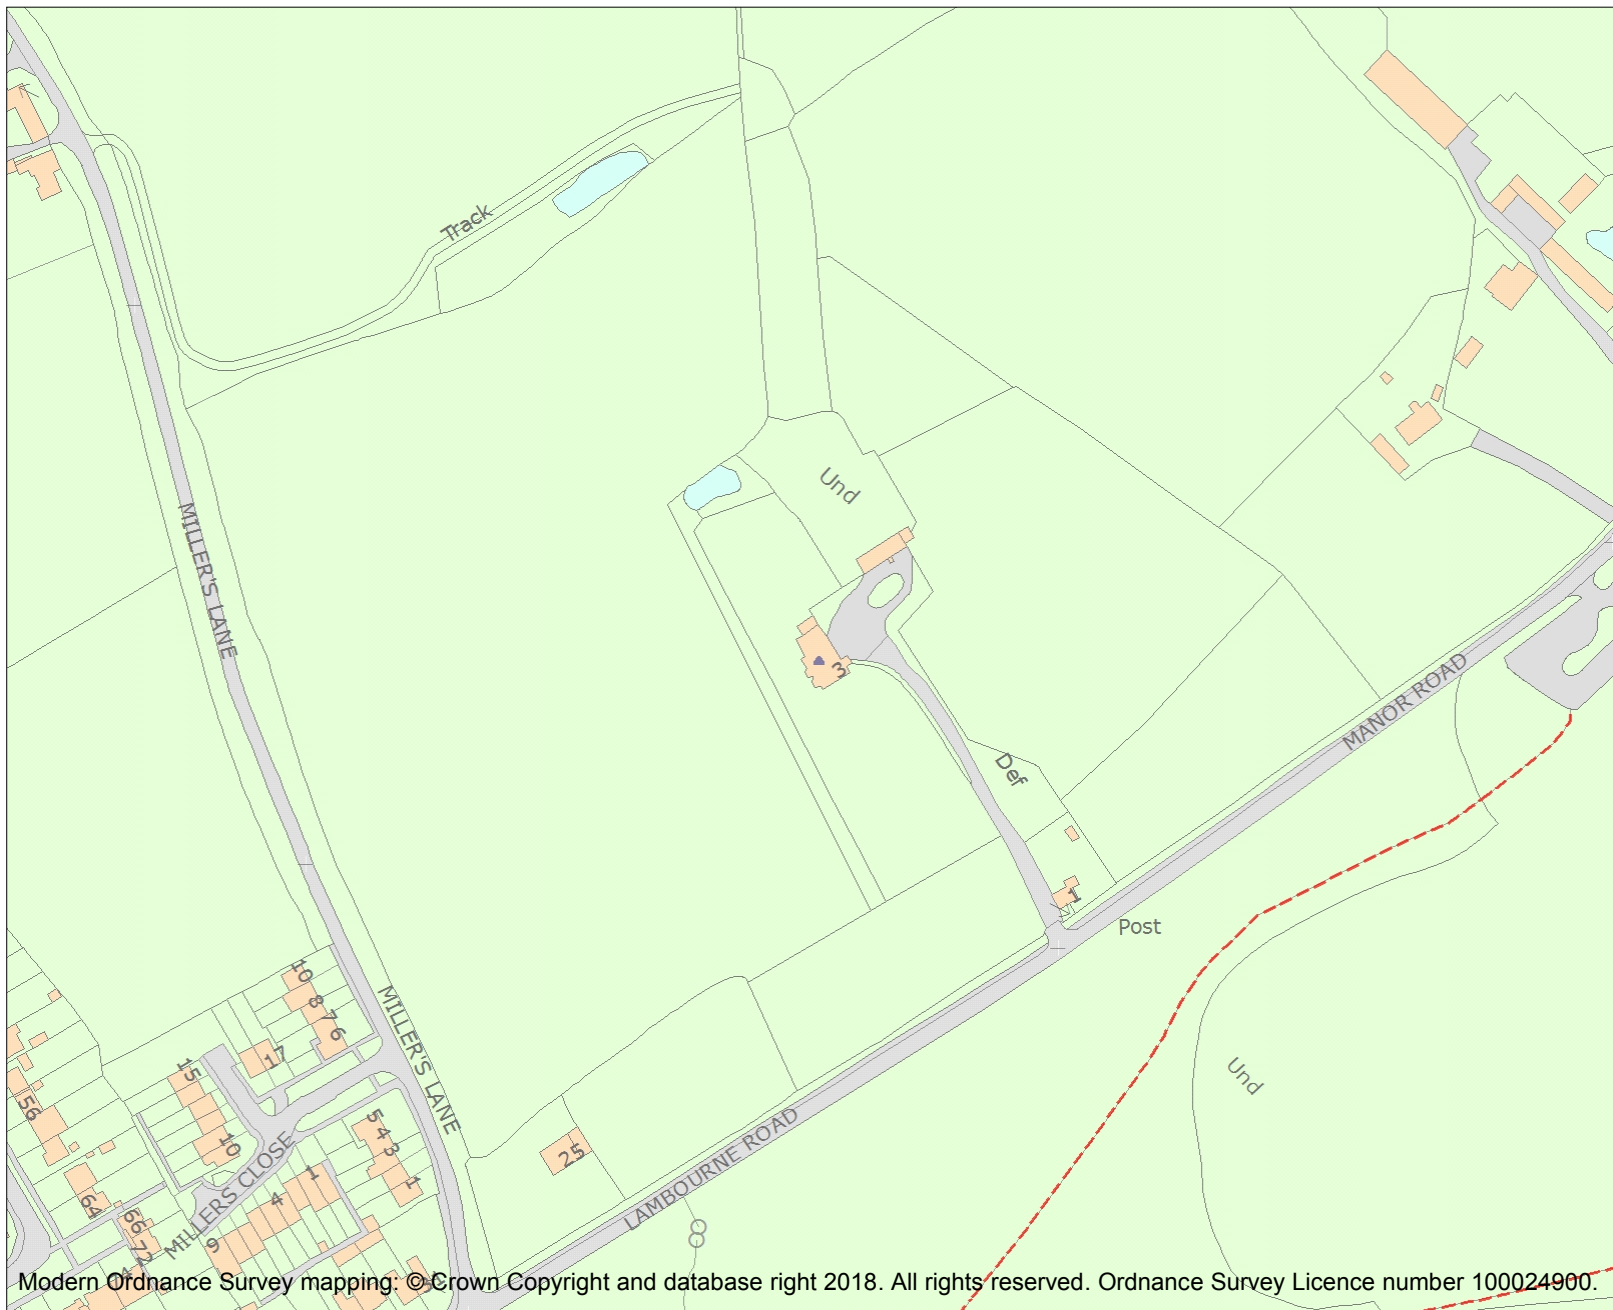 Track
Und
MILLER'S LANE
3
MANOR ROAD
Def
1
Post
10
8
7
6
MILLER'S LANE
17
15
56
Und
5
4
3
10
25
1
1
LAMBOURNE ROAD
MILLERS CLOSE
64
4
66
72
9
Modern Ordnance Survey mapping: © Crown Copyright and database right 2018. All rights reserved. Ordnance Survey Licence number 100024900.